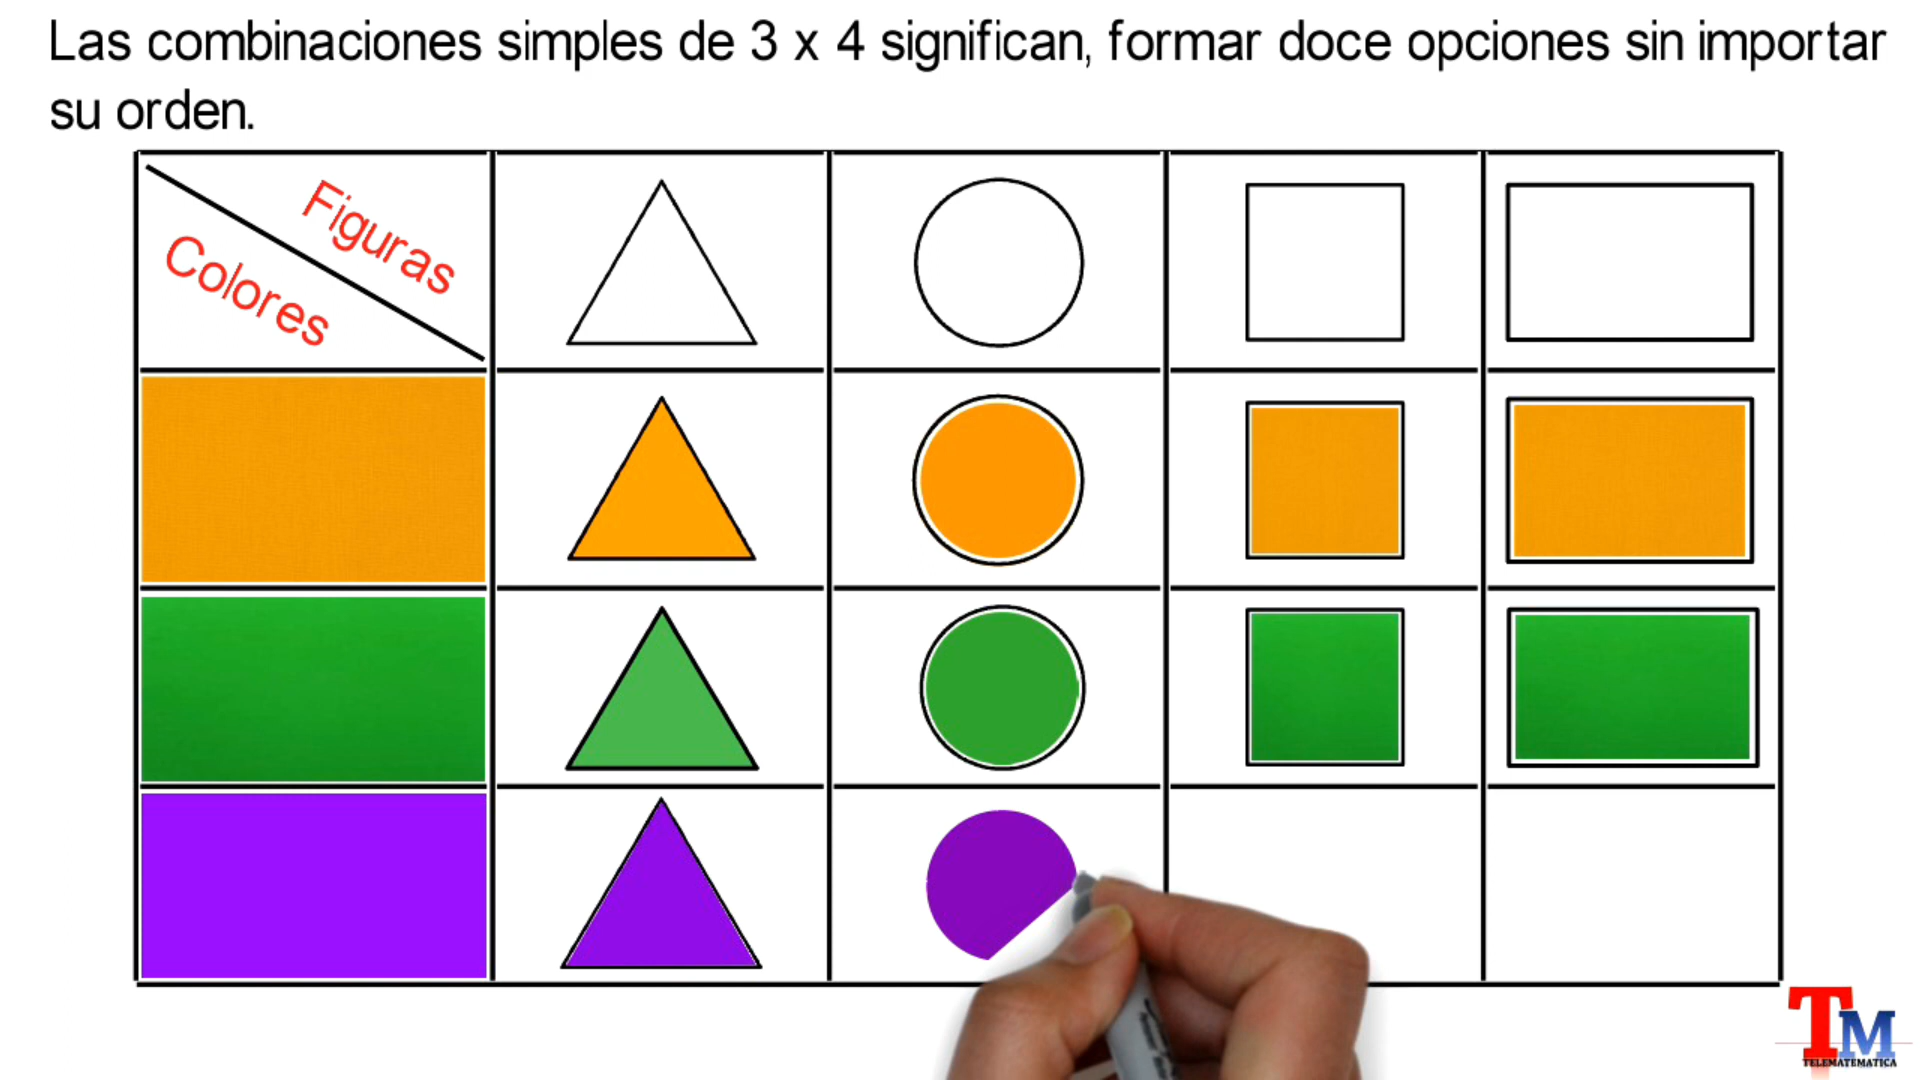 Las combinaciones simples de 3 x 4 significan, formar doce opciones sin importar
su orden.
Figuras
Colores
TM
TELEMATEMATICA